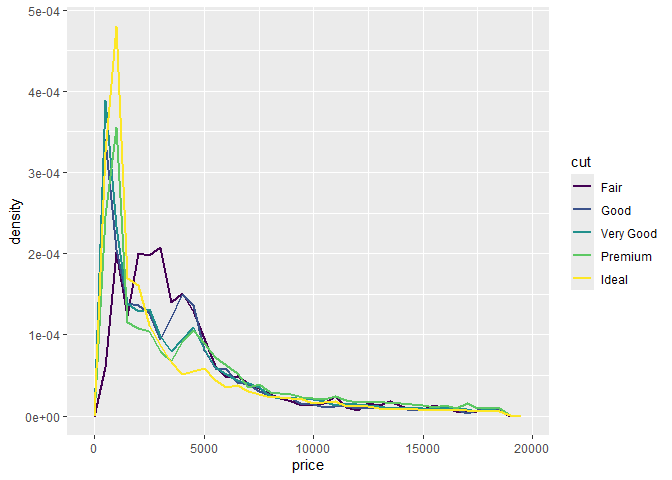 5e-04
4e-04
3e-04
2e-04
1e-04
0e+00
density
0
5000
10000
15000
20000
price
cut
Fair
Good
Very Good
Premium
Ideal